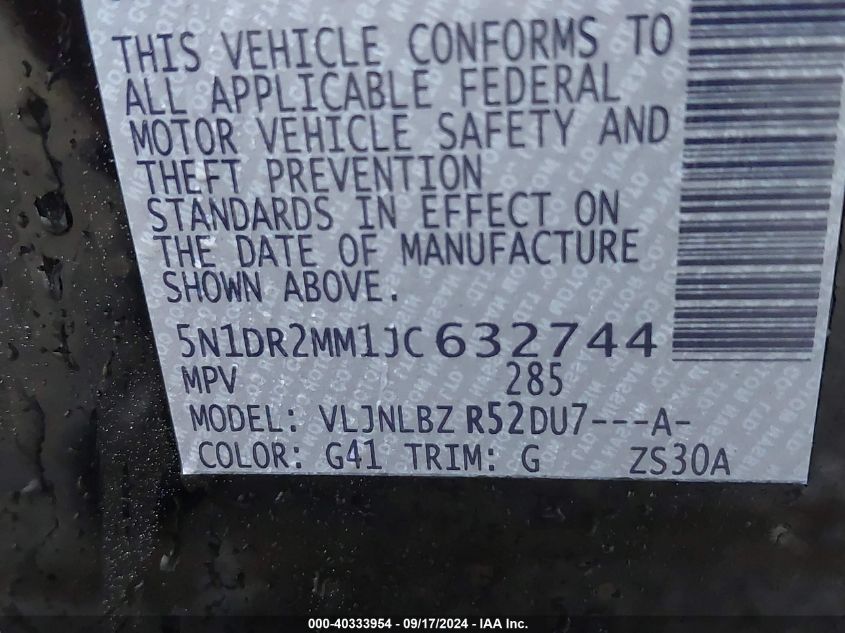 THIS VEHICLE CONFORMS TO
ALL APPLICABLE FEDERAL
MOTOR VEHICLE SAFETY AND
THEFT PREVENTION
STANDARDS IN EFFECT ON
THE DATE OF MANUFACTURE
SHOWN ABOVE.
5N1DR2MM1JC632744
MPV 285
MODEL: VLJNLBZ R52DU7---A-
COLOR: G41 TRIM: G ZS30A
000-40333954 - 09/17/2024 - IAA Inc.